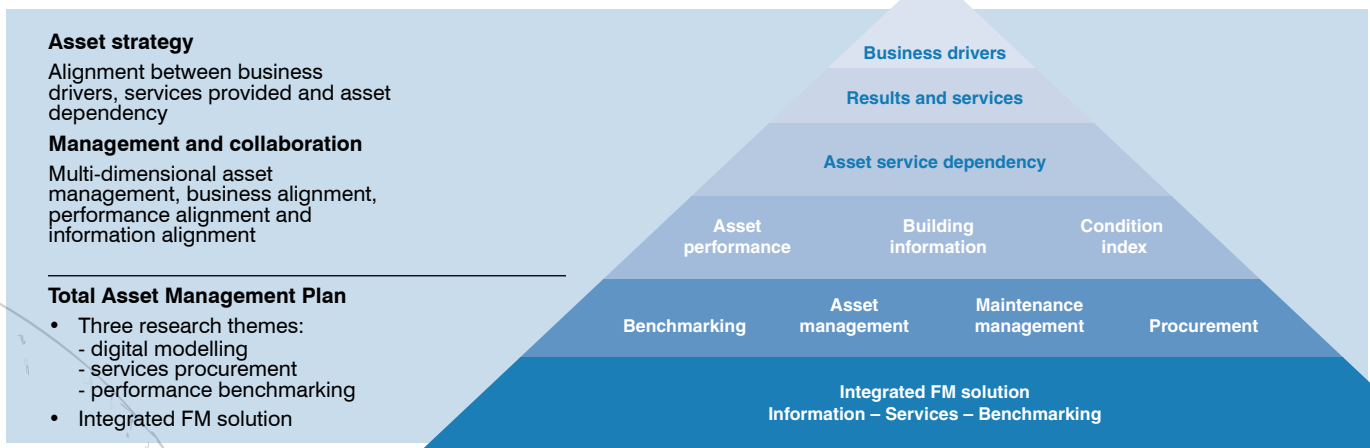 Asset strategy
Alignment between business
drivers, services provided and asset
dependency
Management and collaboration
Multi-dimensional asset
management, business alignment,
performance alignment and
information alignment
Total Asset Management Plan
• Three research themes:
- digital modelling
- services procurement
- performance benchmarking
• Integrated FM solution
Business drivers
Results and services
Asset service dependency
Asset
performance
Building
information
Condition
index
Benchmarking
Asset
management
Maintenance
management
Procurement
Integrated FM solution
Information – Services – Benchmarking